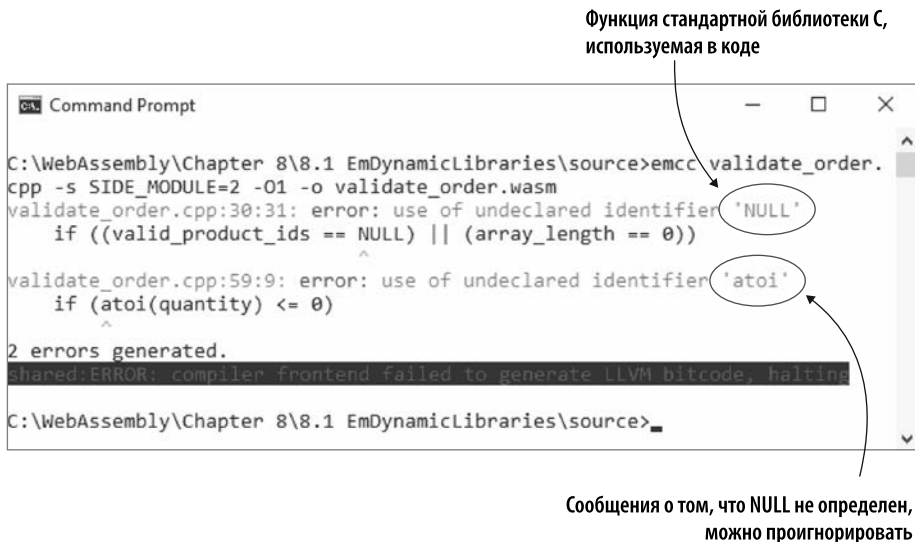 Функция стандартной библиотеки C,
используемая в коде
Command Prompt
C:\WebAssembly\Chapter 8\8.1 EmDynamicLibraries\source>emcc validate_order.
cpp -s SIDE_MODULE=2 -O1 -o validate_order.wasm
validate_order.cpp:30:31: error: use of undeclared identifier 'NULL'
    if ((valid_product_ids == NULL) || (array_length == 0))
                              ^
validate_order.cpp:59:9: error: use of undeclared identifier 'atoi'
    if (atoi(quantity) <= 0)
        ^
2 errors generated.
shared:ERROR: compiler frontend failed to generate LLVM bitcode, halting
C:\WebAssembly\Chapter 8\8.1 EmDynamicLibraries\source>
Сообщения о том, что NULL не определен,
можно проигнорировать